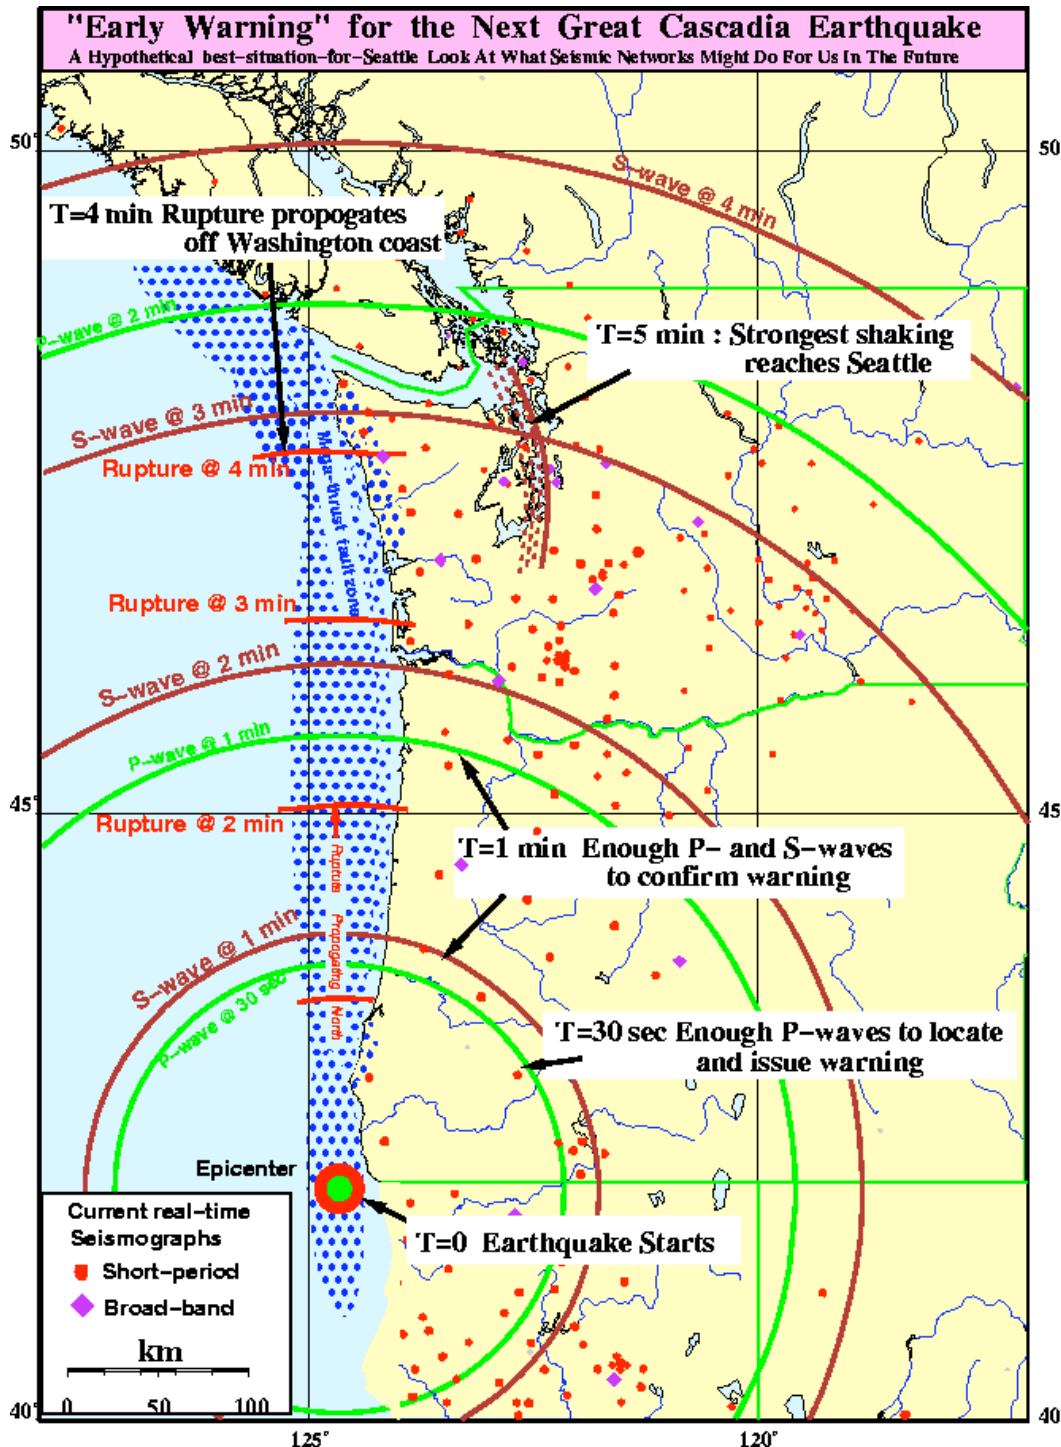 "Early Warning" for the Next Great Cascadia Earthquake
A Hypothetical best-situation-for-Seattle Look At What Seismic Networks Might Do For Us In The Future
50°
50
S-wave @ 4 min
T=4 min Rupture propogates
off Washington coast
P-wave @ 2 min
T=5 min : Strongest shaking
reaches Seattle
S-wave @ 3 min
Rupture @ 4 min
Mega-thrust fault zone
Rupture @ 3 min
S-wave @ 2 min
P-wave @ 1 min
45°
45
Rupture @ 2 min
T=1 min Enough P- and S-waves
to confirm warning
Rupture Propagating North
S-wave @ 1 min
P-wave @ 30 sec
T=30 sec Enough P-waves to locate
and issue warning
Epicenter
T=0 Earthquake Starts
Current real-time
Seismographs
Short-period
Broad-band
km
0 50 100
40°
40
125°
120°